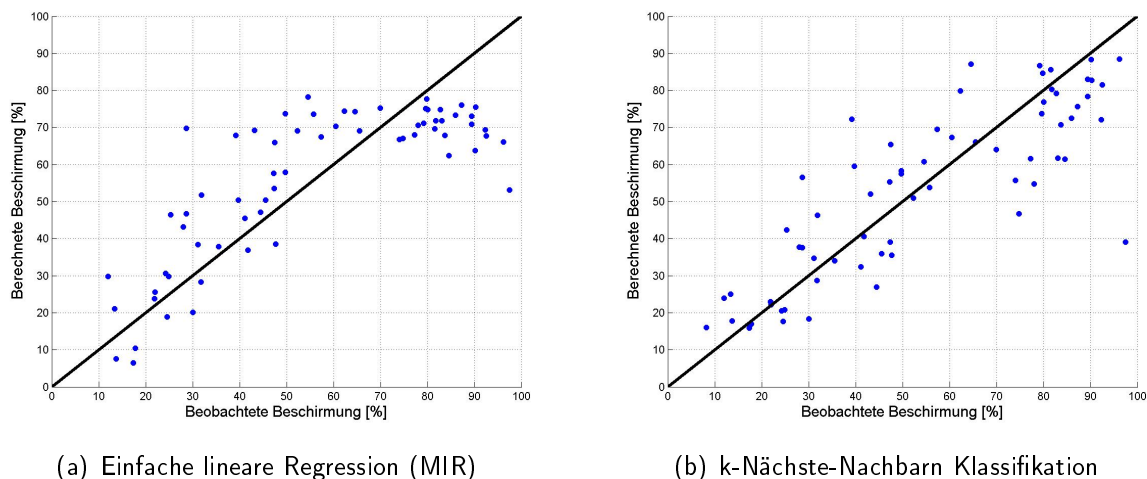 100
90
80
70
60
50
40
30
20
10
0
Berechnete Beschirmung [%]
0 10 20 30 40 50 60 70 80 90 100
Beobachtete Beschirmung [%]
(a) Einfache lineare Regression (MIR)
100
90
80
70
60
50
40
30
20
10
0
Berechnete Beschirmung [%]
0 10 20 30 40 50 60 70 80 90 100
Beobachtete Beschirmung [%]
(b) k-Nächste-Nachbarn Klassifikation